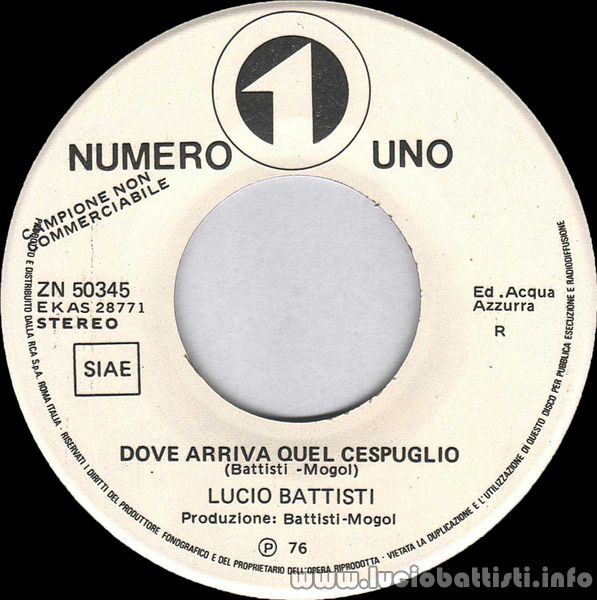 1
NUMERO UNO
CAMPIONE NON
COMMERCIABILE
ZN 50345
EKAS 28771
STEREO
SIAE
Ed.Acqua
Azzurra
R
DOVE ARRIVA QUEL CESPUGLIO
(Battisti -Mogol)
LUCIO BATTISTI
Produzione: Battisti-Mogol
℗ 76
PRODOTTO E DISTRIBUITO DALLA RCA S.p.A. ROMA ITALIA - RISERVATI I DIRITTI DEL PRODUTTORE FONOGRAFICO E DEL PROPRIETARIO DELL'OPERA RIPRODOTTA - VIETATA LA DUPLICAZIONE E L'UTILIZZAZIONE DI QUESTO DISCO PER PUBBLICA ESECUZIONE E RADIODIFFUSIONE
www.luciobattisti.info